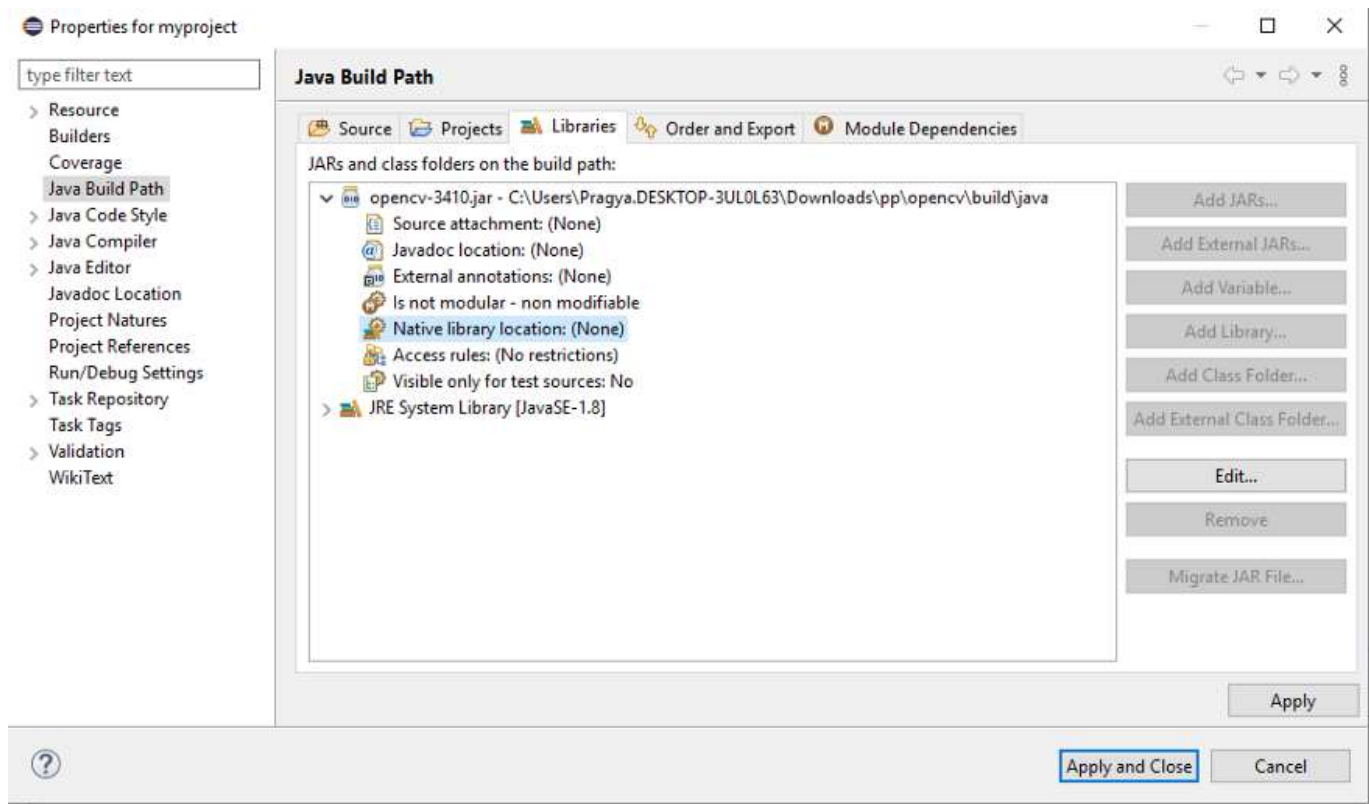 Properties for myproject
type filter text
Resource
Builders
Coverage
Java Build Path
Java Code Style
Java Compiler
Java Editor
Javadoc Location
Project Natures
Project References
Run/Debug Settings
Task Repository
Task Tags
Validation
WikiText
Java Build Path
Source Projects Libraries Order and Export Module Dependencies
JARs and class folders on the build path:
opencv-3410.jar - C:\Users\Pragya.DESKTOP-3UL0L63\Downloads\pp\opencv\build\java
Source attachment: (None)
Javadoc location: (None)
External annotations: (None)
Is not modular - non modifiable
Native library location: (None)
Access rules: (No restrictions)
Visible only for test sources: No
JRE System Library [JavaSE-1.8]
Add JARs...
Add External JARs...
Add Variable...
Add Library...
Add Class Folder...
Add External Class Folder...
Edit...
Remove
Migrate JAR File...
Apply
Apply and Close Cancel